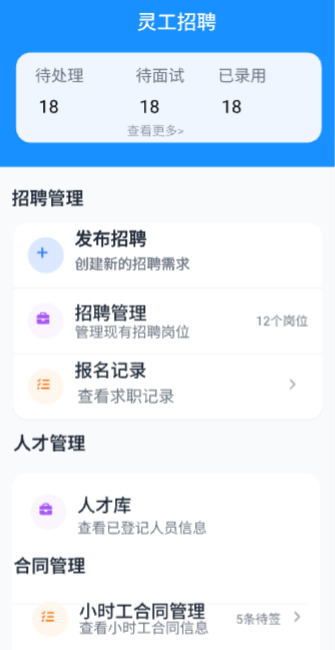 灵工招聘
待处理 待面试 已录用
18 18 18
查看更多>
招聘管理
发布招聘
创建新的招聘需求
招聘管理
管理现有招聘岗位
12个岗位
报名记录
查看求职记录
人才管理
人才库
查看已登记人员信息
合同管理
小时工合同管理
查看小时工合同信息
5条待签